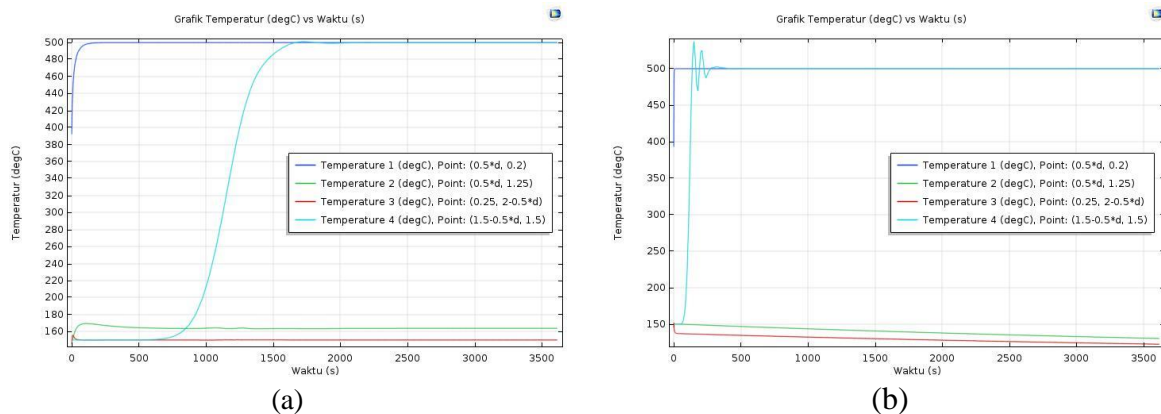 Grafik Temperatur (degC) vs Waktu (s)
Temperatur (degC)
500
480
460
440
420
400
380
360
340
320
300
280
260
240
220
200
180
160
Temperature 1 (degC), Point: (0.5*d, 0.2)
Temperature 2 (degC), Point: (0.5*d, 1.25)
Temperature 3 (degC), Point: (0.25, 2-0.5*d)
Temperature 4 (degC), Point: (1.5-0.5*d, 1.5)
0 500 1000 1500 2000 2500 3000 3500
Waktu (s)
(a)
Grafik Temperatur (degC) vs Waktu (s)
Temperatur (degC)
500
450
400
350
300
250
200
150
Temperature 1 (degC), Point: (0.5*d, 0.2)
Temperature 2 (degC), Point: (0.5*d, 1.25)
Temperature 3 (degC), Point: (0.25, 2-0.5*d)
Temperature 4 (degC), Point: (1.5-0.5*d, 1.5)
0 500 1000 1500 2000 2500 3000 3500
Waktu (s)
(b)